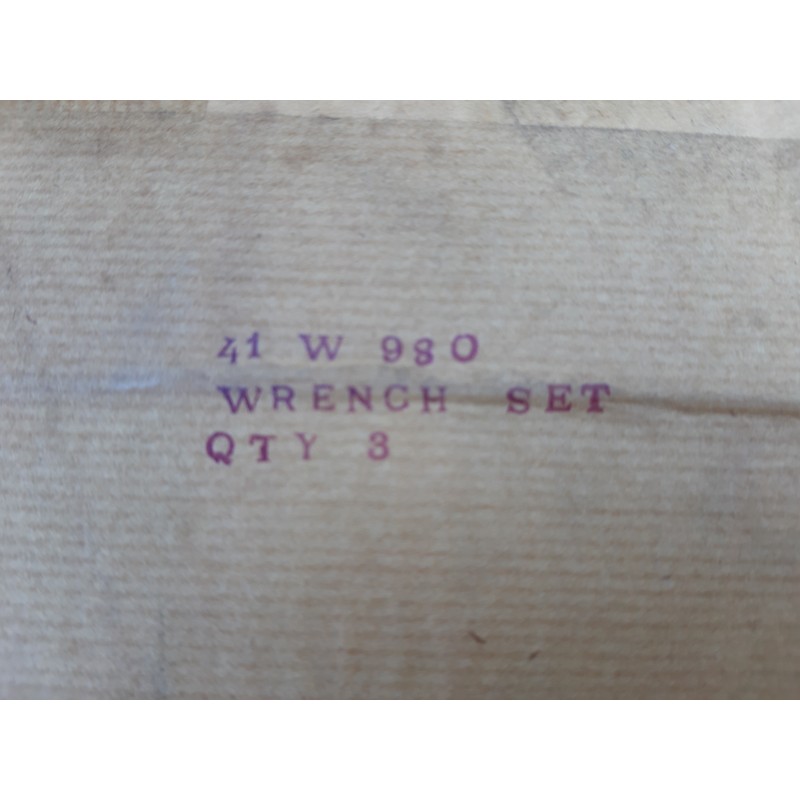 41 W 980
WRENCH SET
QTY 3